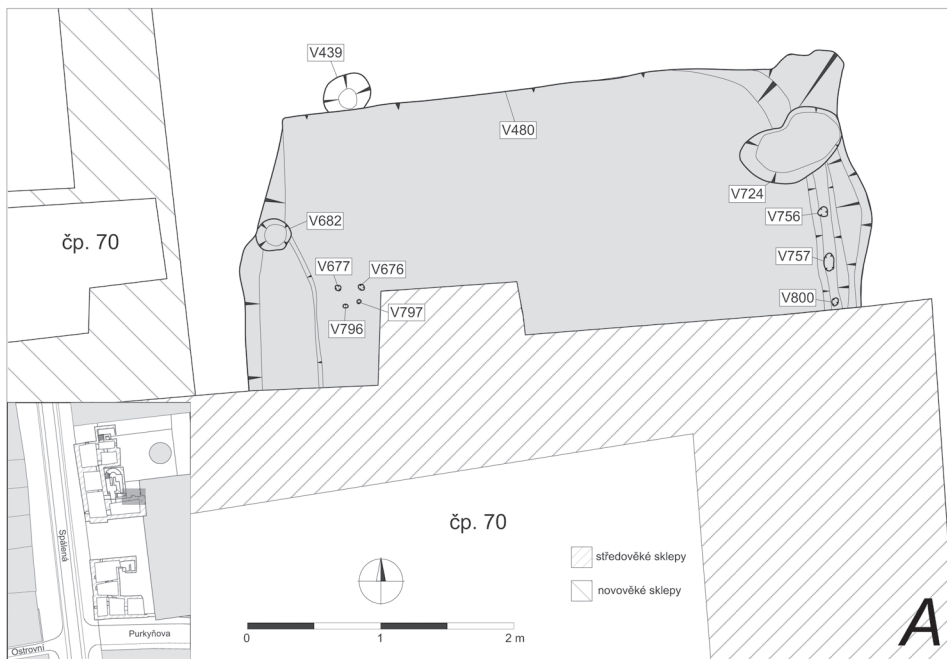 V439
V480
V724
V756
V682
čp. 70
V757
V677
V676
V800
V797
V796
čp. 70
středověké sklepy
novověké sklepy
0
1
2 m
Spálená
Purkyňova
Ostrovní
A